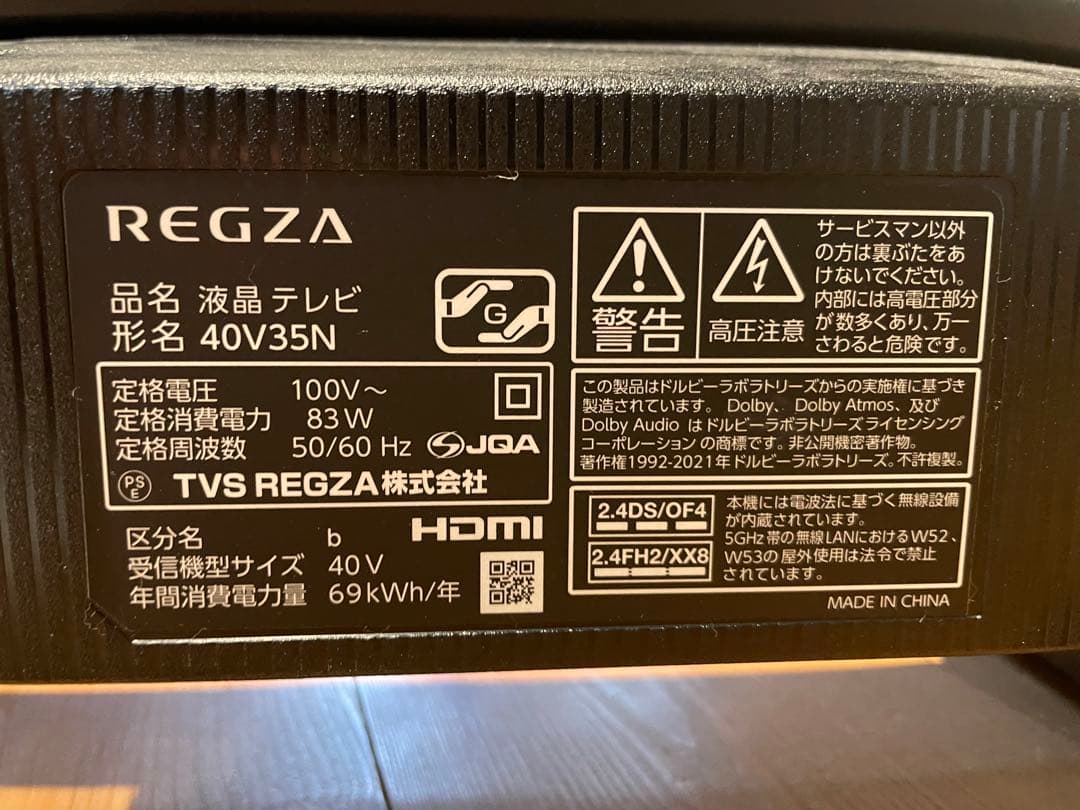 REGZA
品名 液晶テレビ
形名 40V35N
G
定格電圧 100V～
定格消費電力 83W
定格周波数 50/60 Hz
JQA
PS
E
TVS REGZA株式会社
区分名 b
HDMI
受信機型サイズ 40V
年間消費電力量 69kWh/年
警告
高圧注意
サービスマン以外
の方は裏ぶたをあ
けないでください。
内部には高電圧部分
が数多くあり、万一
さわると危険です。
この製品はドルビーラボラトリーズからの実施権に基づき
製造されています。 Dolby、Dolby Atmos、及び
Dolby Audio はドルビーラボラトリーズライセンシング
コーポレーション の商標です。非公開機密著作物。
著作権1992-2021年ドルビーラボラトリーズ。不許複製。
2.4DS/OF4
2.4FH2/XX8
本機には電波法に基づく無線設備
が内蔵されています。
5GHz帯の無線LANにおけるW52、
W53の屋外使用は法令で禁止
されています。
MADE IN CHINA